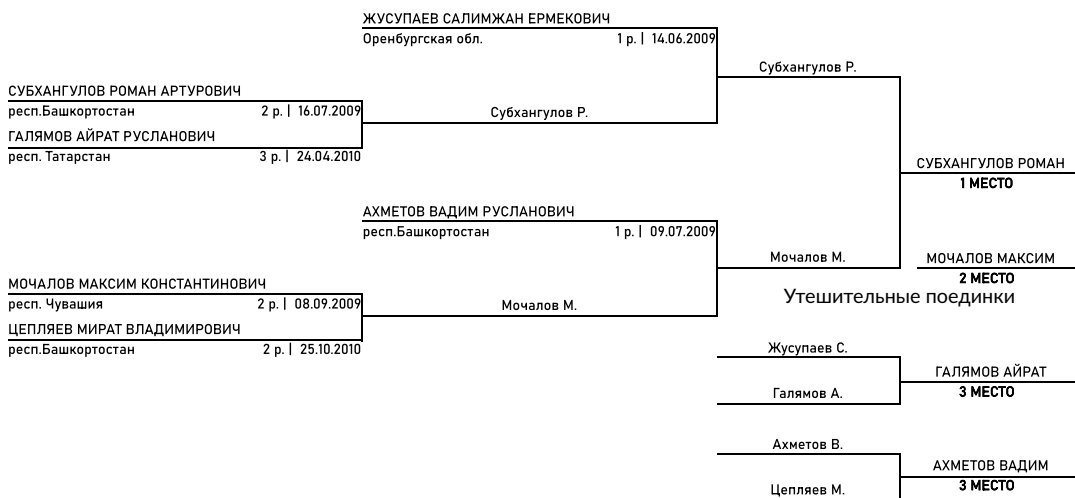 ЖУСУПАЕВ САЛИМЖАН ЕРМЕКОВИЧ
Оренбургская обл. 1 р. | 14.06.2009
Субхангулов Р.
СУБХАНГУЛОВ РОМАН АРТУРОВИЧ
респ.Башкортостан 2 р. | 16.07.2009
Субхангулов Р.
ГАЛЯМОВ АЙРАТ РУСЛАНОВИЧ
респ. Татарстан 3 р. | 24.04.2010
СУБХАНГУЛОВ РОМАН
1 МЕСТО
АХМЕТОВ ВАДИМ РУСЛАНОВИЧ
респ.Башкортостан 1 р. | 09.07.2009
Мочалов М.
МОЧАЛОВ МАКСИМ
2 МЕСТО
МОЧАЛОВ МАКСИМ КОНСТАНТИНОВИЧ
респ. Чувашия 2 р. | 08.09.2009
Мочалов М.
ЦЕПЛЯЕВ МИРАТ ВЛАДИМИРОВИЧ
респ.Башкортостан 2 р. | 25.10.2010
Утешительные поединки
Жусупаев С.
ГАЛЯМОВ АЙРАТ
3 МЕСТО
Галямов А.
Ахметов В.
АХМЕТОВ ВАДИМ
3 МЕСТО
Цепляев М.